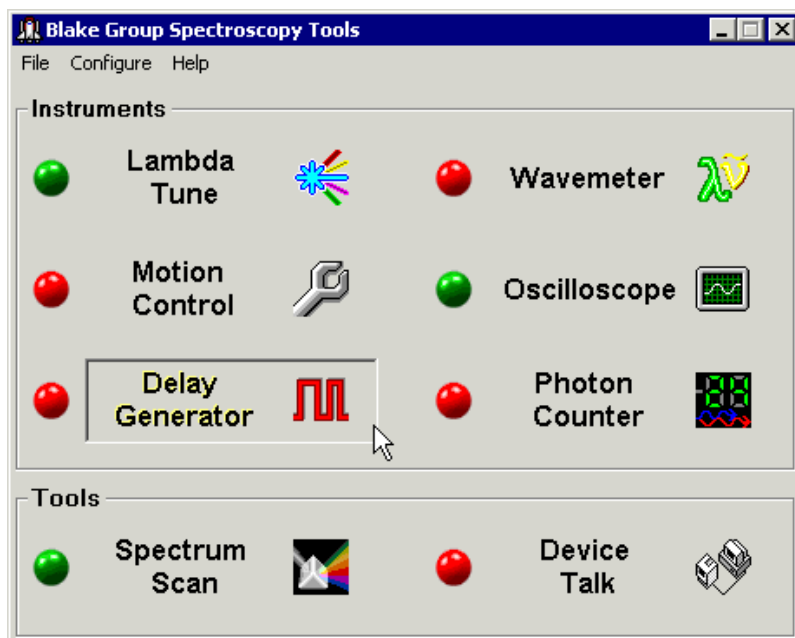 Blake Group Spectroscopy Tools
File Configure Help
Instruments
Lambda
Tune
Wavemeter
Motion
Control
Oscilloscope
Delay
Generator
Photon
Counter
Tools
Spectrum
Scan
Device
Talk